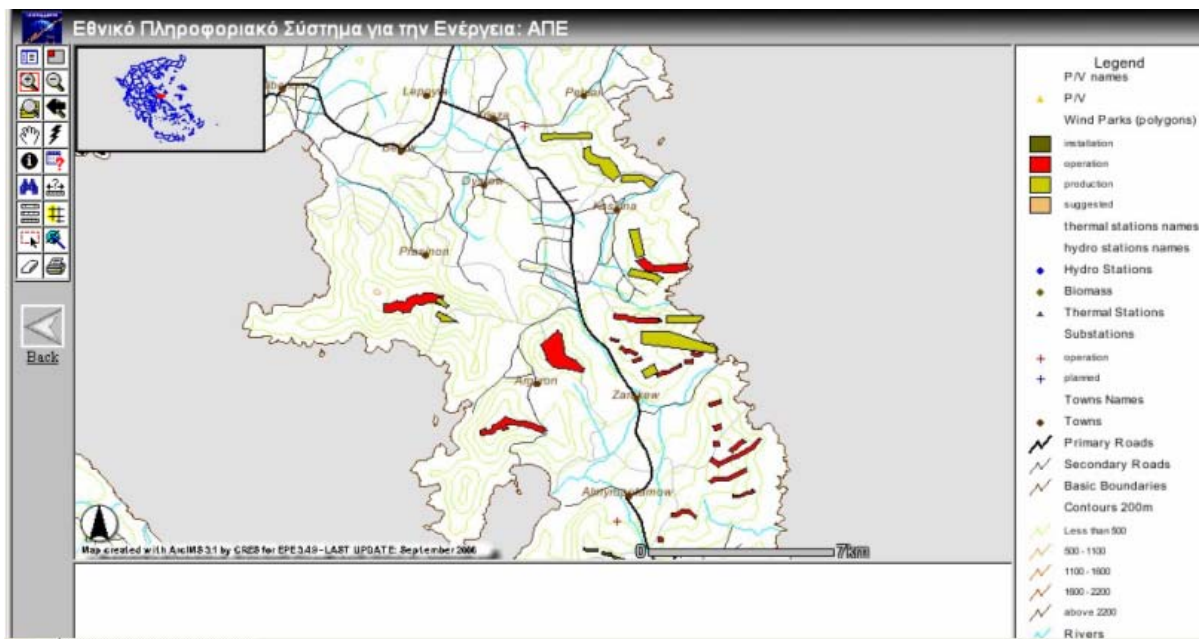 Εθνικό Πληροφοριακό Σύστημα για την Ενέργεια: ΑΠΕ
Back
Prasinon
Argiron
Map created with ArcIMS 3.1 by CRES for EPE 3.4.9 - LAST UPDATE: September 2006
0 7km
Legend
P/V names
P/V
Wind Parks (polygons)
installation
operation
production
suggested
thermal stations names
hydro stations names
Hydro Stations
Biomass
Thermal Stations
Substations
operation
planned
Towns Names
Towns
Primary Roads
Secondary Roads
Basic Boundaries
Contours 200m
Less than 500
500 - 1100
1100 - 1600
1600 - 2200
above 2200
Rivers